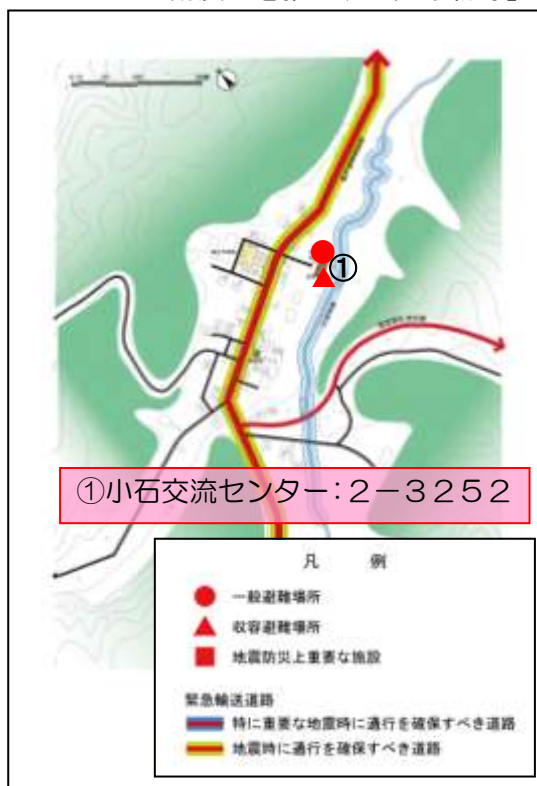 ①
①小石交流センター：２－３２５２
凡　例
一般避難場所
収容避難場所
地震防災上重要な施設
緊急輸送道路
特に重要な地震時に通行を確保すべき道路
地震時に通行を確保すべき道路